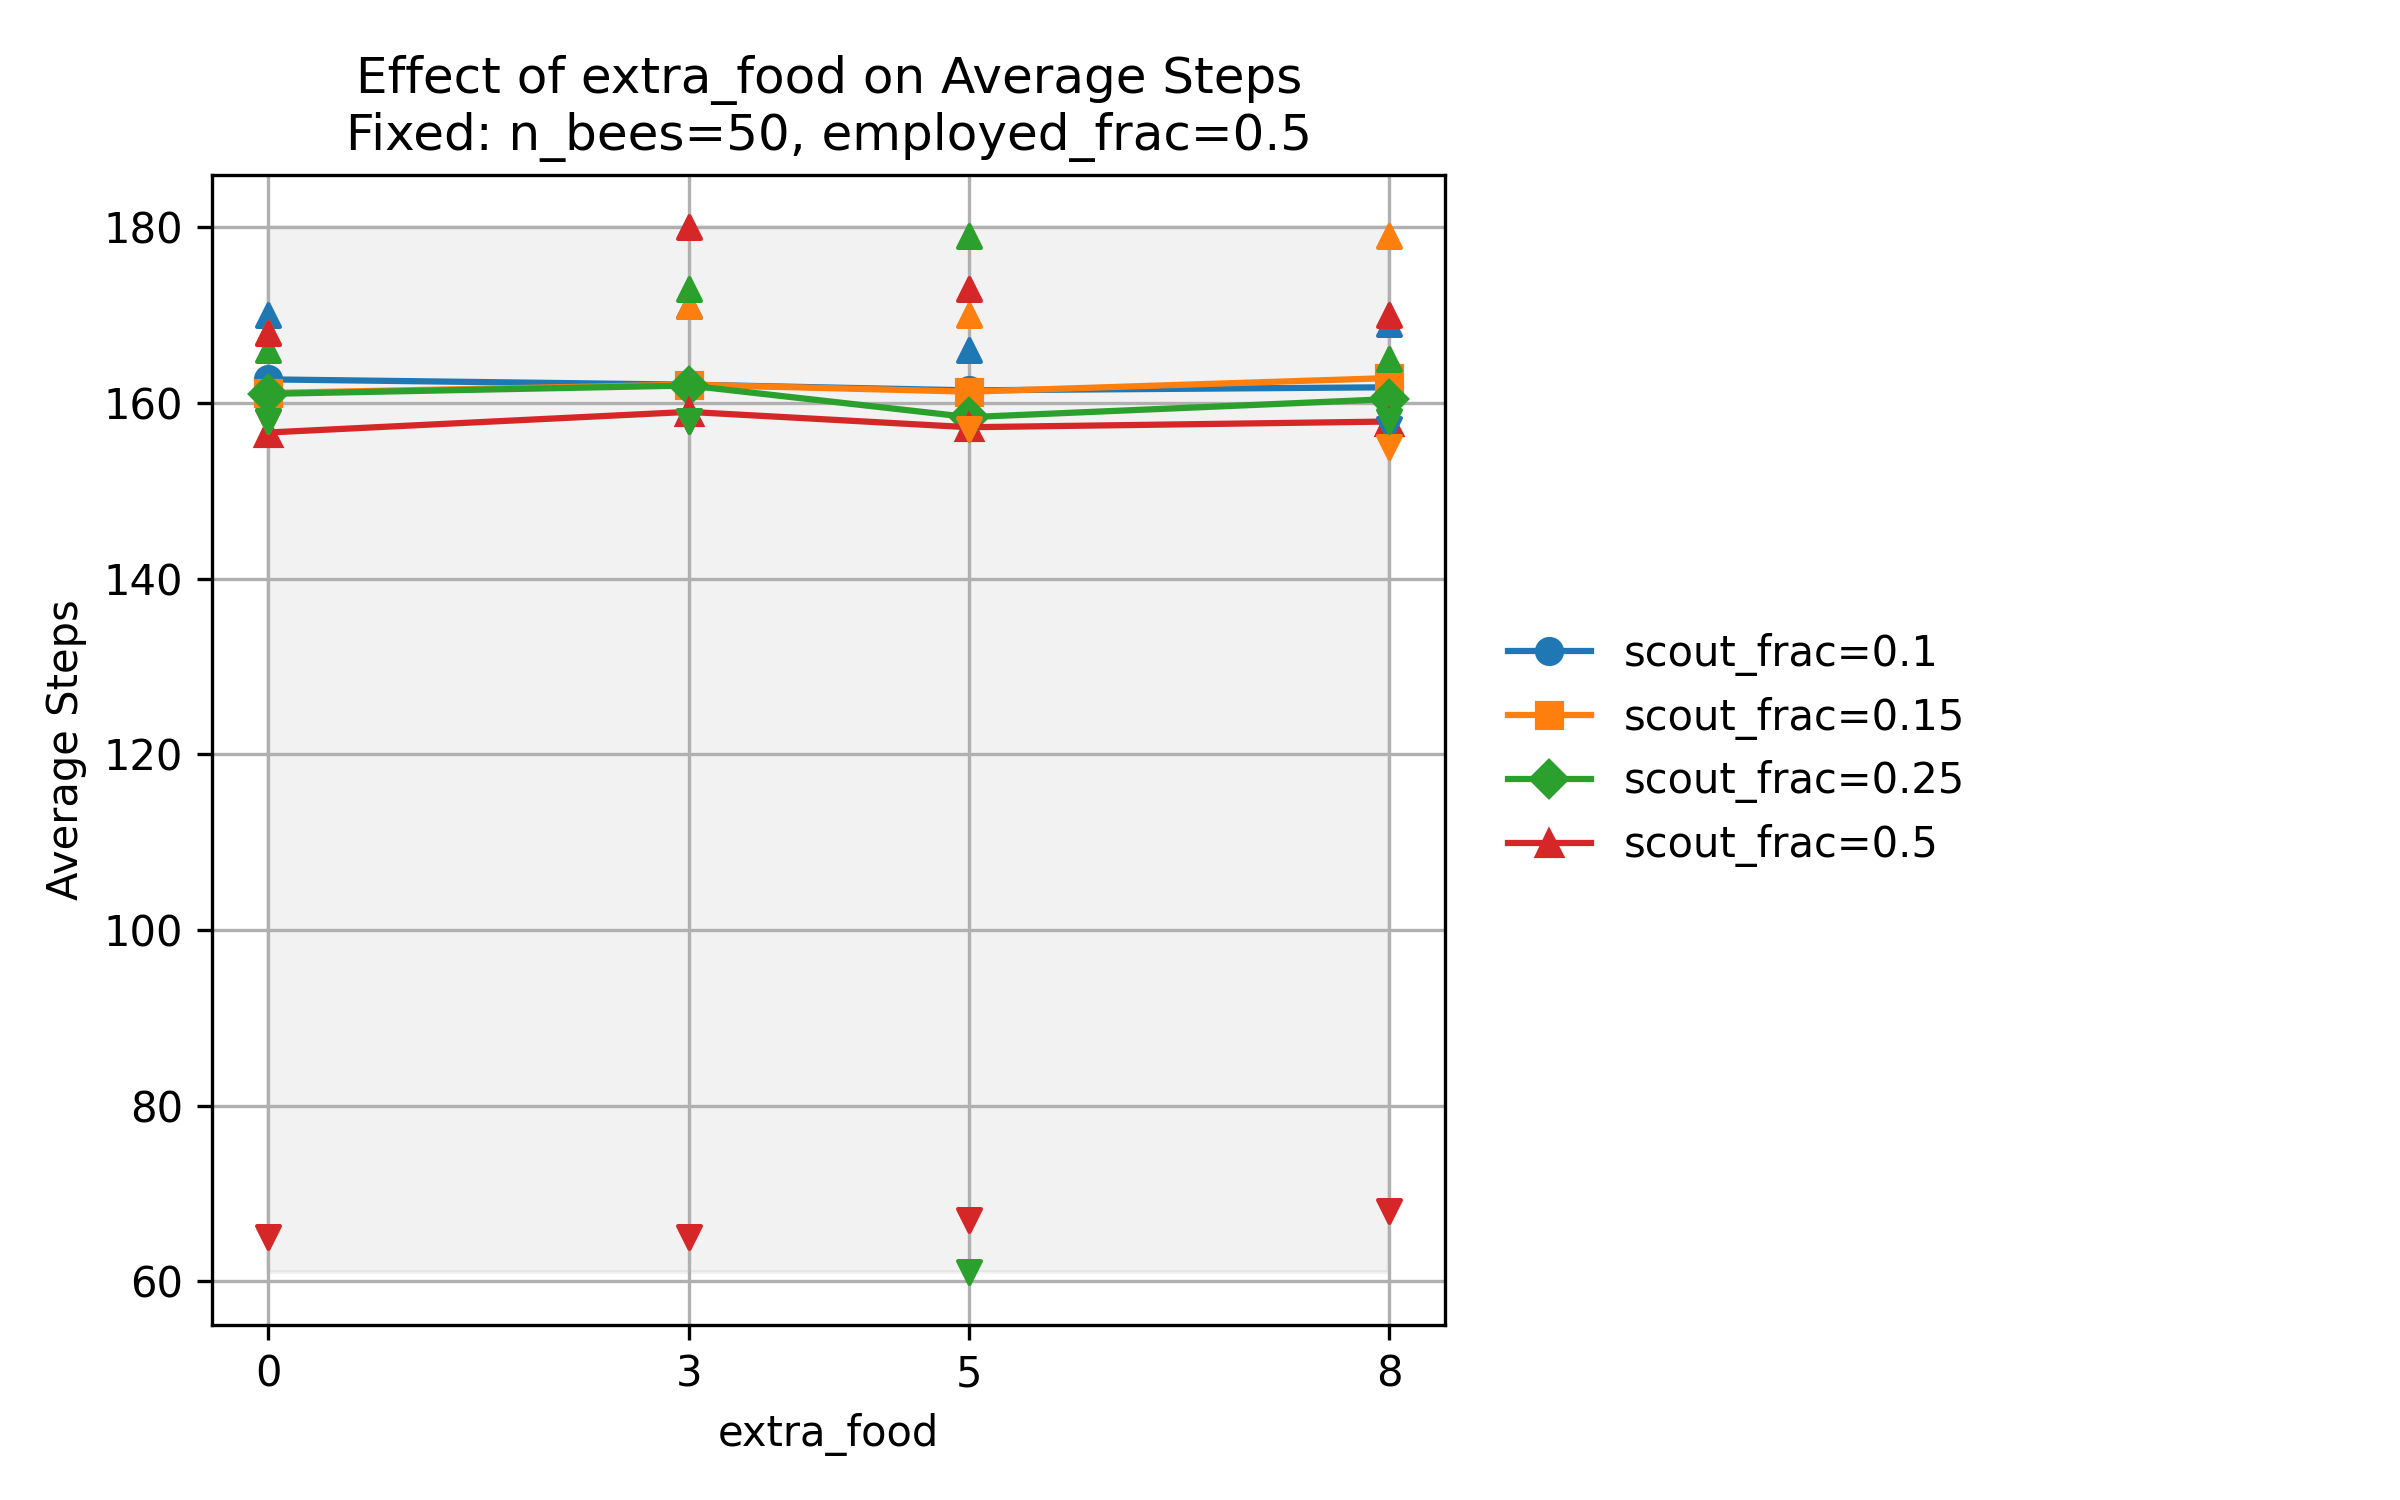 Effect of extra_food on Average Steps
Fixed: n_bees=50, employed_frac=0.5
180
160
140
120
100
80
60
Average Steps
0 3 5 8
extra_food
scout_frac=0.1
scout_frac=0.15
scout_frac=0.25
scout_frac=0.5